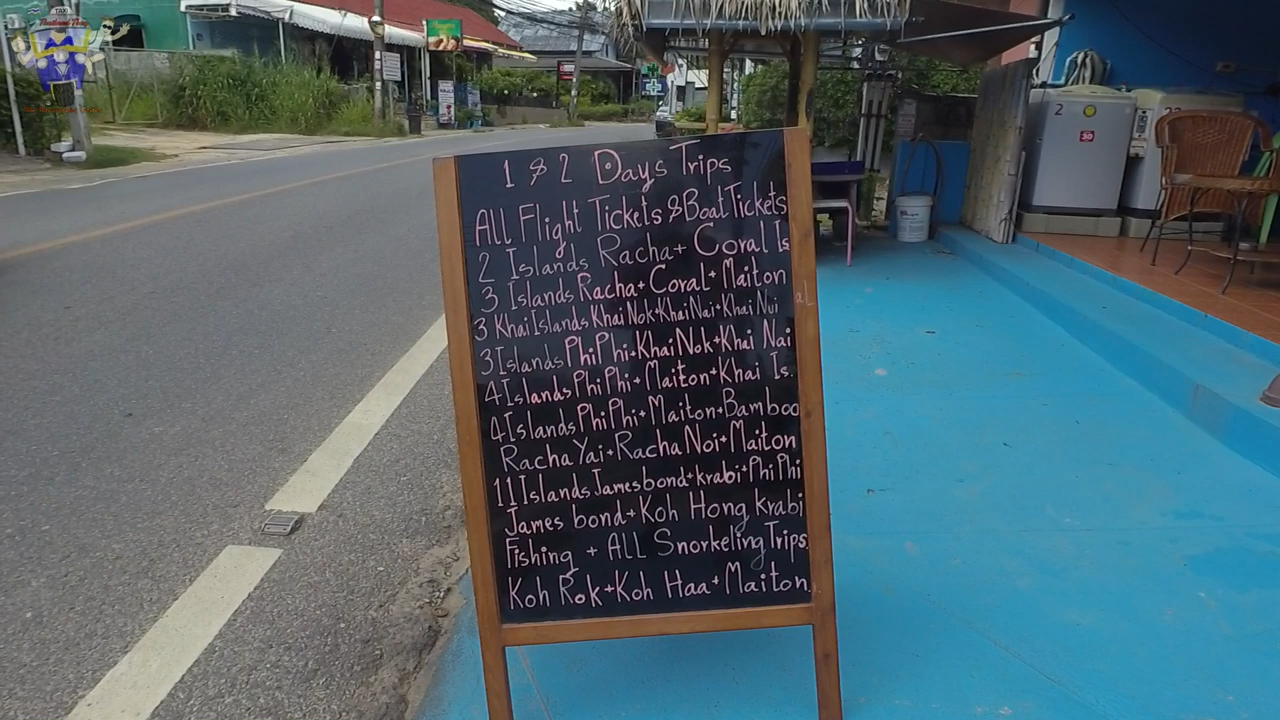 TAXI
1 & 2 Days Trips
All Flight Tickets & Boat Tickets
2 Islands Racha + Coral Is
3 Islands Racha + Coral + Maiton
3 Khai Islands Khai Nok + Khai Nai + Khai Nui
3 Islands Phi Phi + Khai Nok + Khai Nai
4 Islands Phi Phi + Maiton + Khai Is.
4 Islands Phi Phi + Maiton + Bamboo
Racha Yai + Racha Noi + Maiton
11 Islands Jamesbond + krabi + Phi Phi
James bond + Koh Hong krabi
Fishing + ALL Snorkeling Trips
Koh Rok + Koh Haa + Maiton
2
30